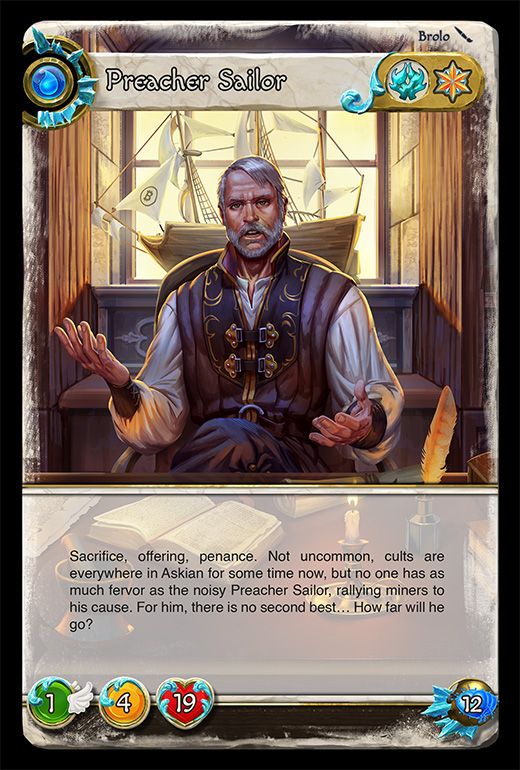 Brolo
Preacher Sailor
₿
Sacrifice, offering, penance. Not uncommon, cults are
everywhere in Askian for some time now, but no one has as
much fervor as the noisy Preacher Sailor, rallying miners to
his cause. For him, there is no second best… How far will he
go?
1 4 19 12